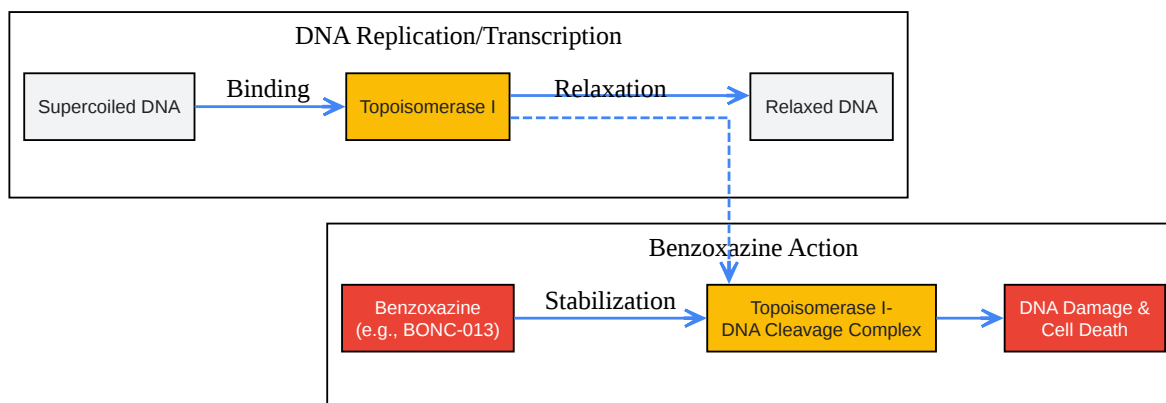 DNA Replication/Transcription
Supercoiled DNA
Binding
Topoisomerase I
Relaxation
Relaxed DNA
Benzoxazine Action
Benzoxazine
(e.g., BONC-013)
Stabilization
Topoisomerase I-
DNA Cleavage Complex
DNA Damage &
Cell Death